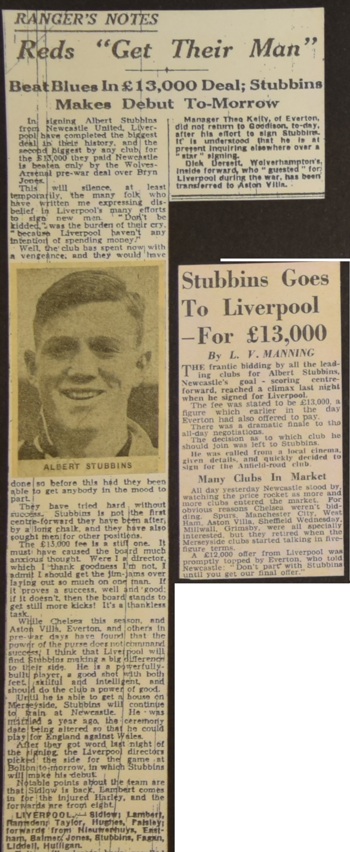 RANGER'S NOTES
Reds "Get Their Man"
Beat Blues In £13,000 Deal; Stubbins
Makes Debut To-Morrow
In signing Albert Stubbins
from Newcastle United, Liver-
pool have completed the biggest
deal in their history, and the
second biggest by any club, for
the £13,000 they paid Newcastle
is beaten only by the Wolves-
Arsenal pre-war deal over Bryn
Jones.
This will silence, at least
temporarily, the many folk who
have written me expressing dis-
belief in Liverpool's many efforts
to sign new men. "Don't be
kidded," was the burden of their cry,
"because Liverpool haven't any
intention of spending money."
Well, the club has spent now with
a vengeance, and they would have
ALBERT STUBBINS
done so before this had they been
able to get anybody in the mood to
part.
They have tried hard without
success. Stubbins is not the first
centre-forward they have been after,
by a long chalk, and they have also
sought men for other positions.
The £13,000 fee is a stiff one. It
must have caused the board much
anxious thought. Were I a director,
which I thank goodness I'm not, I
admit I should get the jim-jams over
laying out so much on one man. If
it proves a success, well and good;
if it doesn't, then the board stands to
get still more kicks! It's a thankless
task.
While Chelsea this season, and
Aston Villa, Everton, and others in
pre-war days have found that the
power of the purse does not command
success, I think that Liverpool will
find Stubbins making a big difference
to their side. He is a powerfully-
built player, a good shot with both
feet, skilful and intelligent, and
should do the club a power of good.
Until he is able to get a house on
Merseyside, Stubbins will continue
to train at Newcastle. He was
married a year ago, the ceremony
date being altered so that he could
play for England against Wales.
After they got word last night of
the signing, the Liverpool directors
picked the side for the game at
Bolton to-morrow, in which Stubbins
will make his debut.
Notable points about the team are
that Sidlow is back, Lambert comes
in for the injured Harley, and the
forwards are from eight.
LIVERPOOL.—Sidlow; Lambert,
Ramsden; Taylor, Hughes, Paisley;
forwards from Nieuwenhuys, East-
ham, Balmer, Jones, Stubbins, Fagan,
Liddell, Hulligan.
Manager Theo Kelly, of Everton,
did not return to Goodison, to-day,
after his effort to sign Stubbins.
It is understood that he is at
present inquiring elsewhere over a
"star" signing.
Dick Dorsett, Wolverhampton's,
inside forward, who "guested" for
Liverpool during the war, has been
transferred to Aston Villa.
Stubbins Goes
To Liverpool
—For £13,000
By L. V. MANNING
THE frantic bidding by all the lead-
ing clubs for Albert Stubbins,
Newcastle's goal-scoring centre-
forward, reached a climax last night
when he signed for Liverpool.
The fee was stated to be £13,000, a
figure which earlier in the day
Everton had also offered to pay.
There was a dramatic finale to the
all-day negotiations.
The decision as to which club he
should join was left to Stubbins.
He was called from a local cinema,
given details, and quickly decided to
sign for the Anfield-road club.
Many Clubs In Market
All day yesterday Newcastle stood by,
watching the price rocket as more and
more clubs entered the market. For
obvious reasons Chelsea weren't bid-
ding. Spurs, Manchester City, West
Ham, Aston Villa, Sheffield Wednesday,
Millwall, Grimsby, were all specially
interested, but they retired when the
Merseyside clubs started talking in five-
figure terms.
A £12,000 offer from Liverpool was
promptly topped by Everton, who told
Newcastle: "Don't part with Stubbins
until you get our final offer."